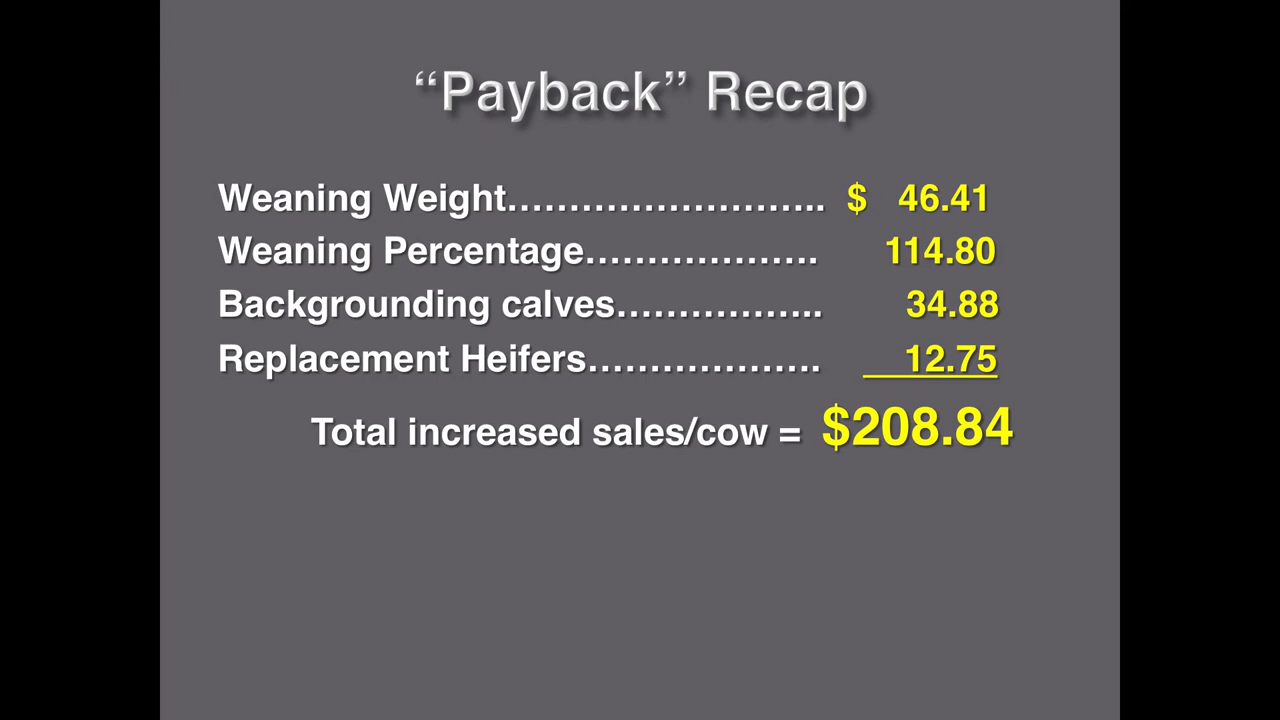 “Payback” Recap
Weaning Weight…………………….. $ 46.41
Weaning Percentage………………. 114.80
Backgrounding calves…………….. 34.88
Replacement Heifers………………. 12.75
Total increased sales/cow = $208.84